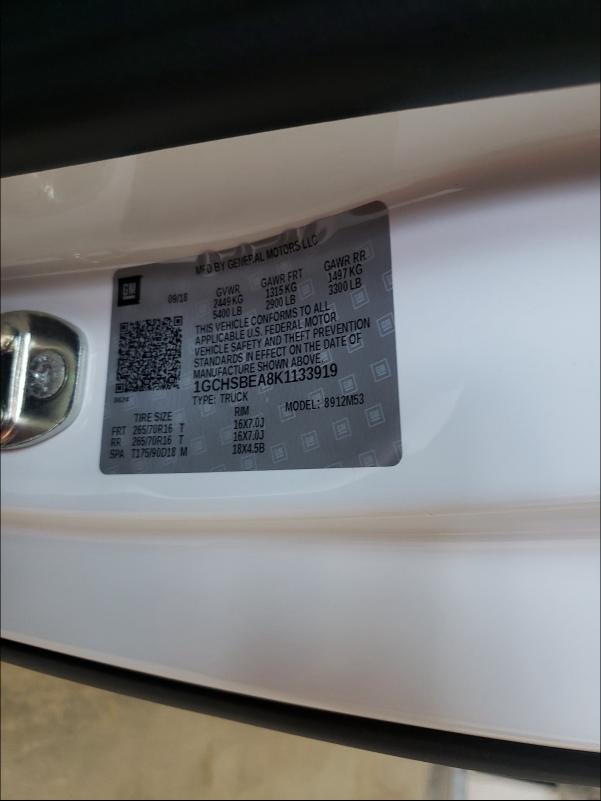 MFD BY GENERAL MOTORS LLC
GM
09/18
GVWR GAWR FRT GAWR RR
2449 KG 1315 KG 1497 KG
5400 LB 2900 LB 3300 LB
THIS VEHICLE CONFORMS TO ALL
APPLICABLE U.S. FEDERAL MOTOR
VEHICLE SAFETY AND THEFT PREVENTION
STANDARDS IN EFFECT ON THE DATE OF
MANUFACTURE SHOWN ABOVE.
1GCHSBEA8K1133919
TYPE: TRUCK MODEL: 8912M53
TIRE SIZE RIM
FRT 265/70R16 T 16X7.0J
RR 265/70R16 T 16X7.0J
SPA T175/90D18 M 18X4.5B